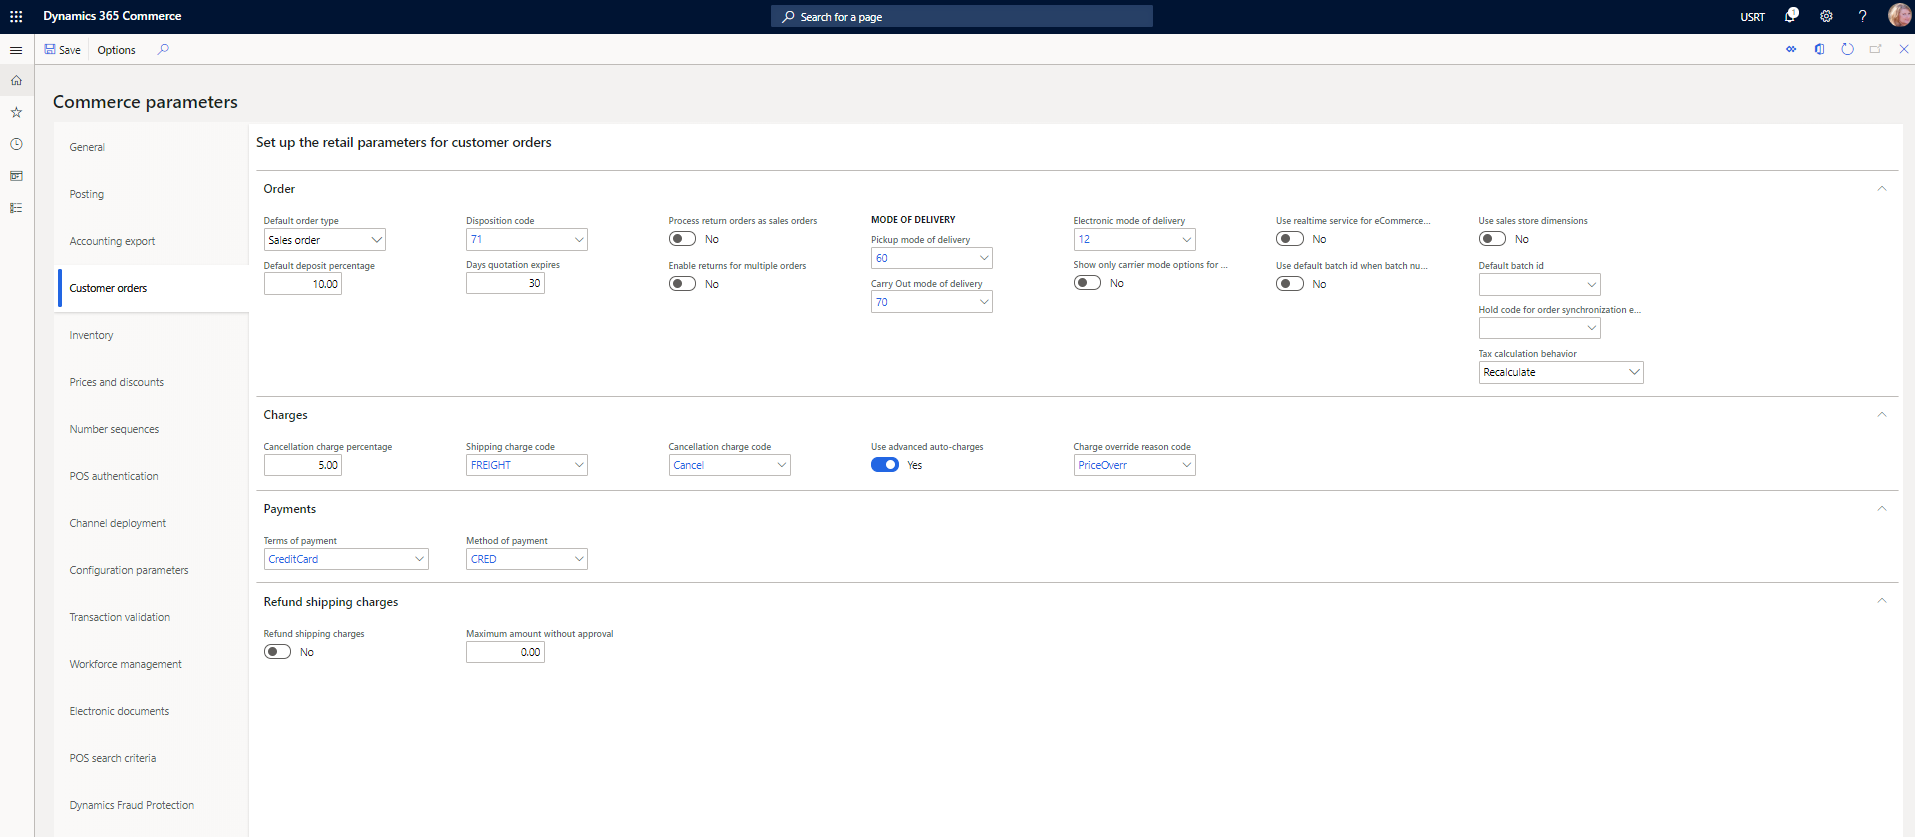 Dynamics 365 Commerce
Search for a page
USRT
1
?
Save
Options
Commerce parameters
General
Posting
Accounting export
Customer orders
Inventory
Prices and discounts
Number sequences
POS authentication
Channel deployment
Configuration parameters
Transaction validation
Workforce management
Electronic documents
POS search criteria
Dynamics Fraud Protection
Set up the retail parameters for customer orders
Order
Default order type
Sales order
Default deposit percentage
10.00
Disposition code
71
Days quotation expires
30
Process return orders as sales orders
No
Enable returns for multiple orders
No
MODE OF DELIVERY
Pickup mode of delivery
60
Carry Out mode of delivery
70
Electronic mode of delivery
12
Show only carrier mode options for ...
No
Use realtime service for eCommerce...
No
Use default batch id when batch nu...
No
Use sales store dimensions
No
Default batch id
Hold code for order synchronization e...
Tax calculation behavior
Recalculate
Charges
Cancellation charge percentage
5.00
Shipping charge code
FREIGHT
Cancellation charge code
Cancel
Use advanced auto-charges
Yes
Charge override reason code
PriceOverr
Payments
Terms of payment
CreditCard
Method of payment
CRED
Refund shipping charges
Refund shipping charges
No
Maximum amount without approval
0.00